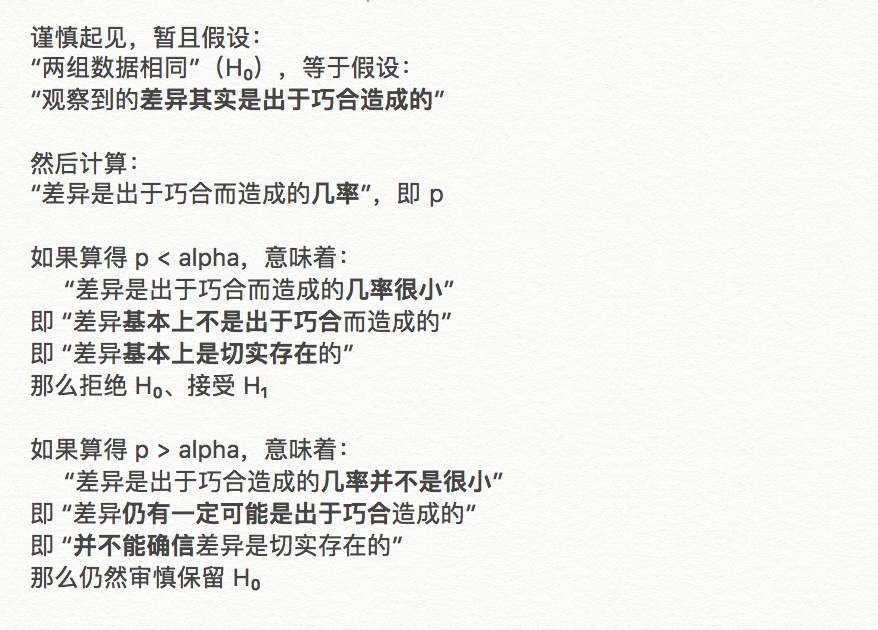 谨慎起见，暂且假设：
“两组数据相同”（H₀），等于假设：
“观察到的差异其实是出于巧合造成的”
然后计算：
“差异是出于巧合而造成的几率”，即 p
如果算得 p < alpha，意味着：
“差异是出于巧合而造成的几率很小”
即 “差异基本上不是出于巧合而造成的”
即 “差异基本上是切实存在的”
那么拒绝 H₀、接受 H₁
如果算得 p > alpha，意味着：
“差异是出于巧合造成的几率并不是很小”
即 “差异仍有一定可能是出于巧合造成的”
即 “并不能确信差异是切实存在的”
那么仍然审慎保留 H₀